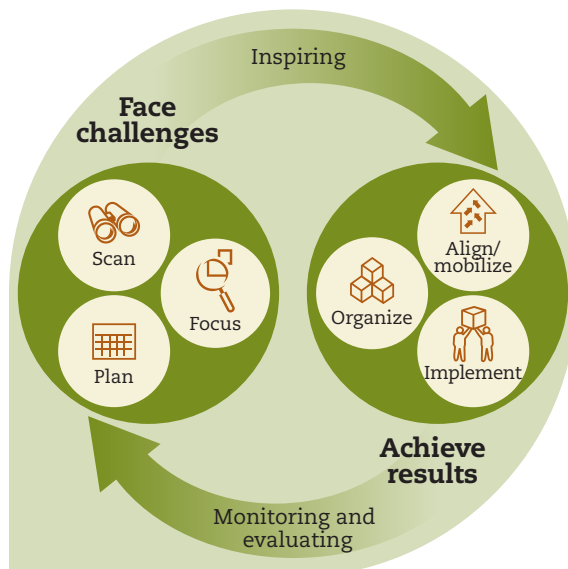 Inspiring
Face
challenges
Scan
Focus
Plan
Align/
mobilize
Organize
Implement
Achieve
results
Monitoring and
evaluating